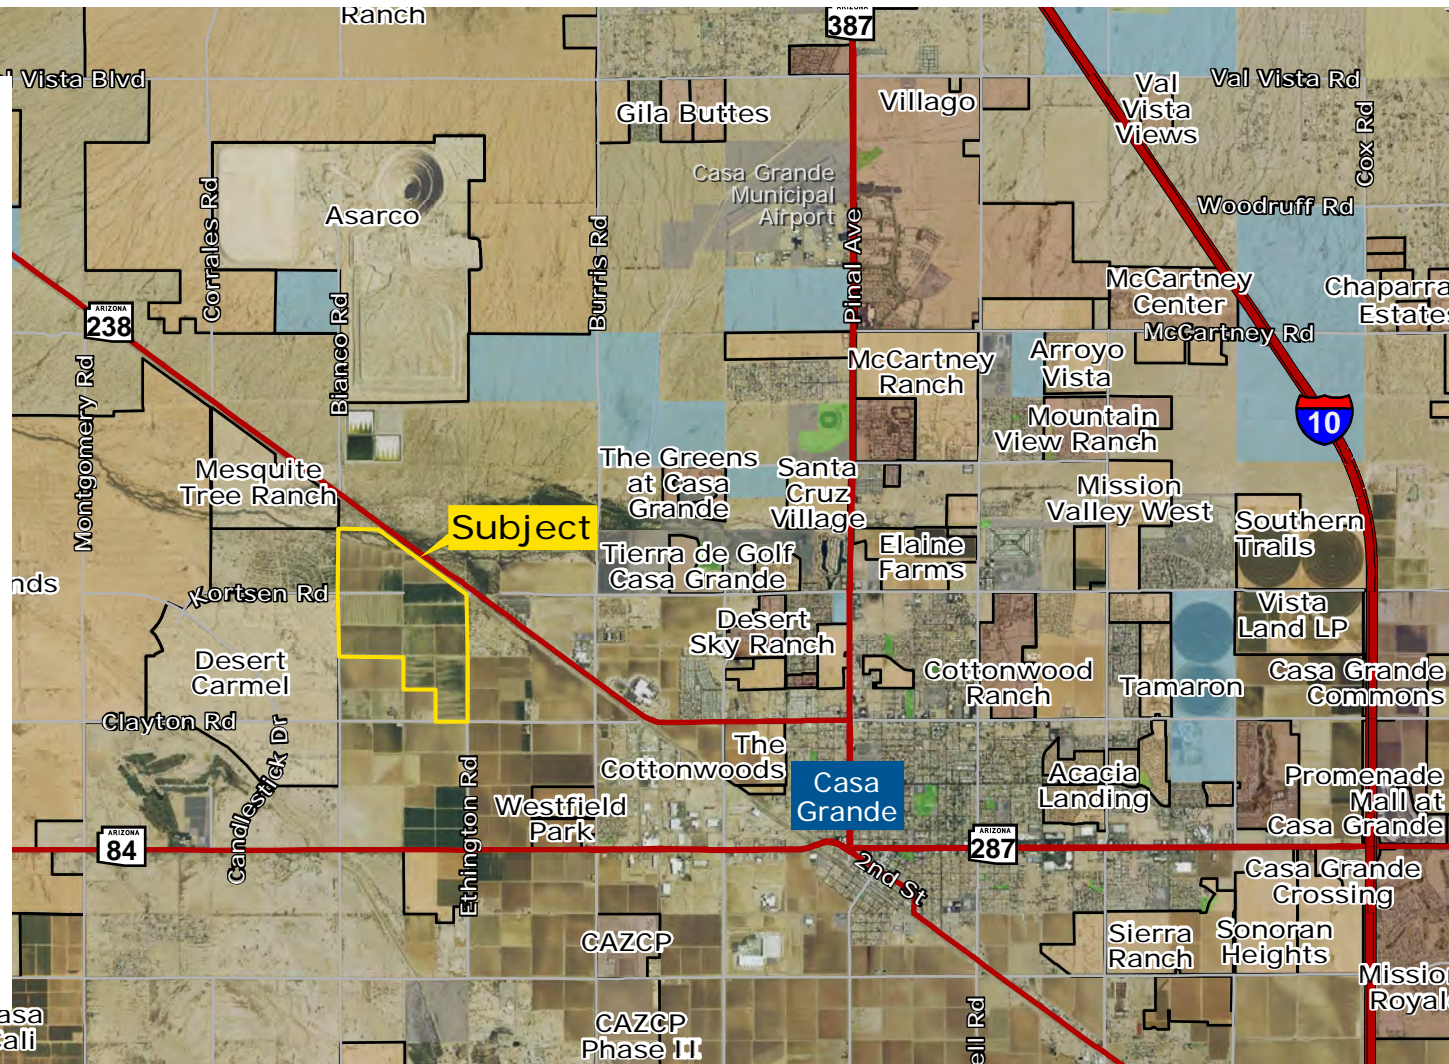 Ranch
ARIZONA
387
l Vista Blvd
Val Vista Rd
Gila Buttes
Villago
Val
Vista
Views
Cox Rd
Casa Grande
Municipal
Airport
Corrales Rd
Asarco
Burris Rd
Pinal Ave
Woodruff Rd
McCartney
Center
Chaparra
Estates
ARIZONA
238
Bianco Rd
McCartney Rd
Montgomery Rd
McCartney
Ranch
Arroyo
Vista
10
Mountain
View Ranch
Mesquite
Tree Ranch
The Greens
at Casa
Grande
Santa
Cruz
Village
Mission
Valley West
Southern
Trails
Subject
Tierra de Golf
Casa Grande
Elaine
Farms
nds
Kortsen Rd
Desert
Sky Ranch
Vista
Land LP
Desert
Carmel
Cottonwood
Ranch
Tamaron
Casa Grande
Commons
Clayton Rd
Candlestick Dr
The
Cottonwoods
Casa
Grande
Acacia
Landing
Promenade
Mall at
Casa Grande
Ethington Rd
Westfield
Park
ARIZONA
84
ARIZONA
287
2nd St
Casa Grande
Crossing
CAZCP
Sierra
Ranch
Sonoran
Heights
Mission
Royal
asa
ali
CAZCP
Phase II
ell Rd